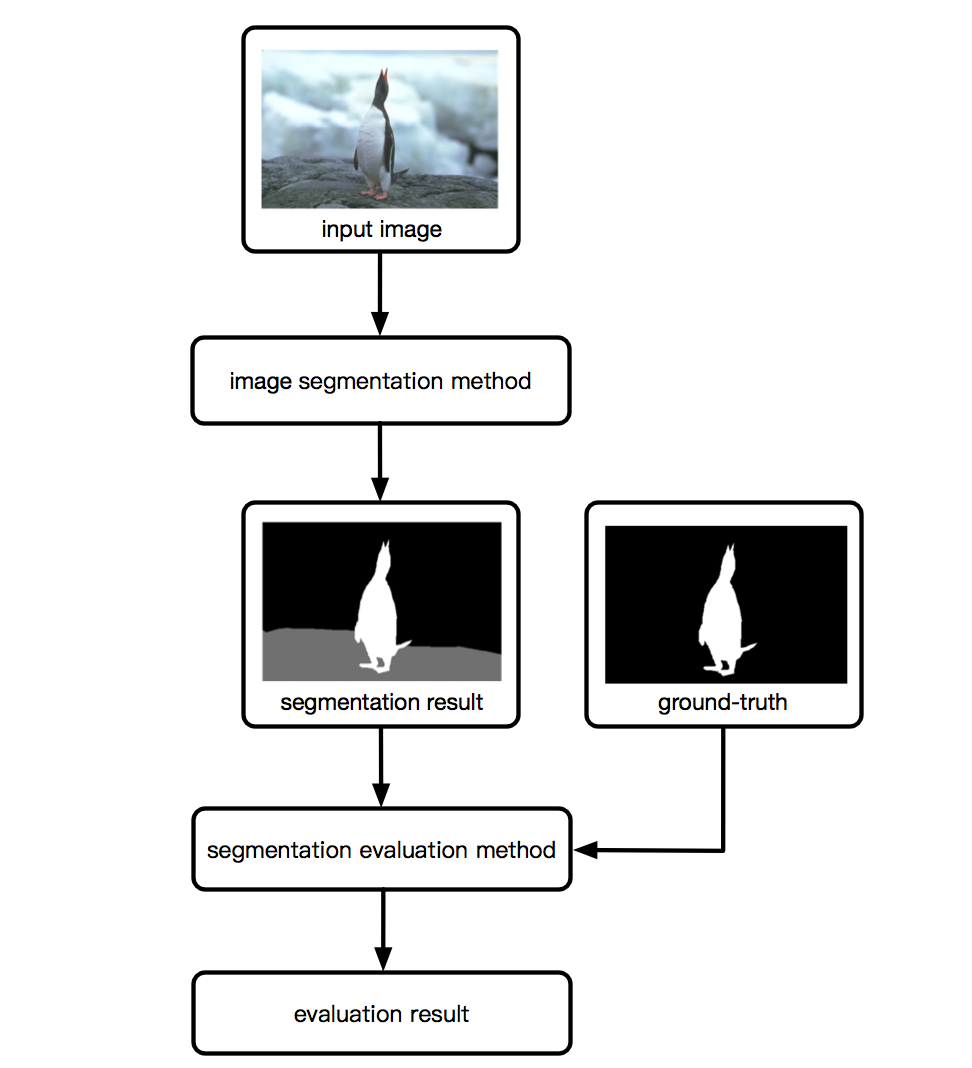 input image
image segmentation method
segmentation result
ground-truth
segmentation evaluation method
evaluation result